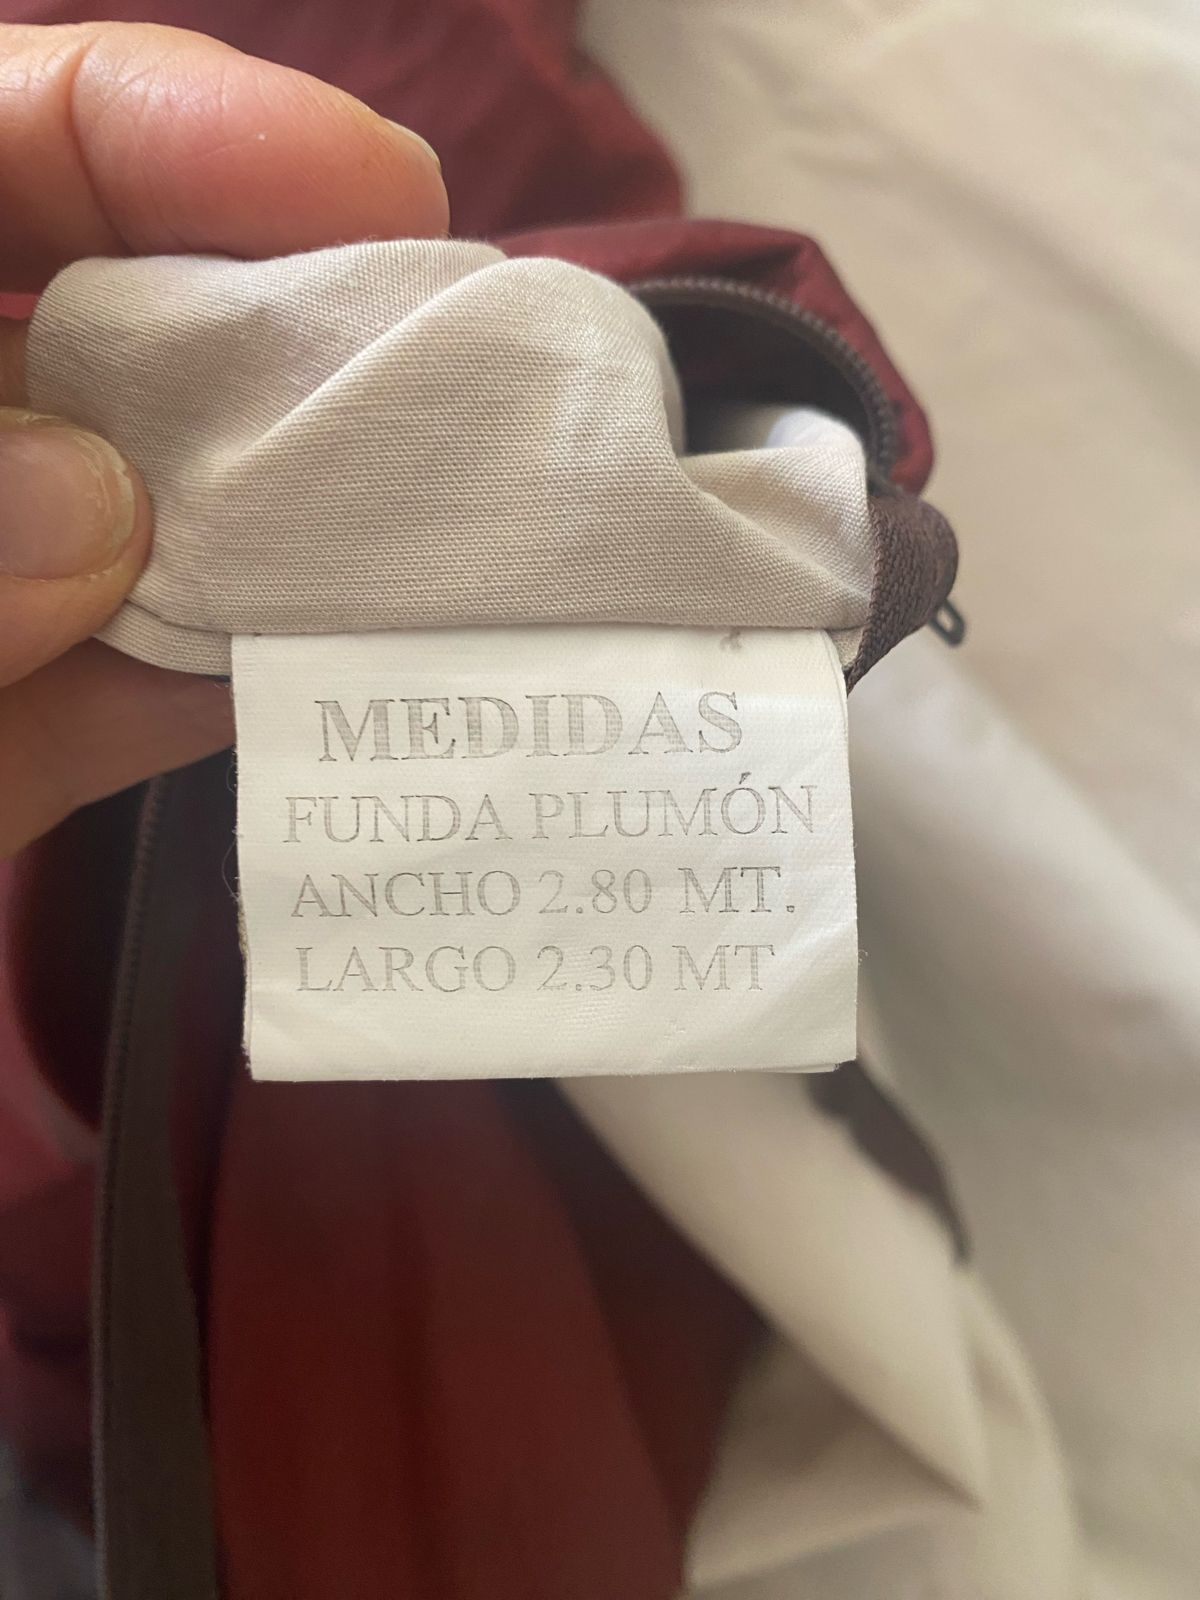 MEDIDAS
FUNDA PLUMÓN
ANCHO 2.80 MT.
LARGO 2.30 MT